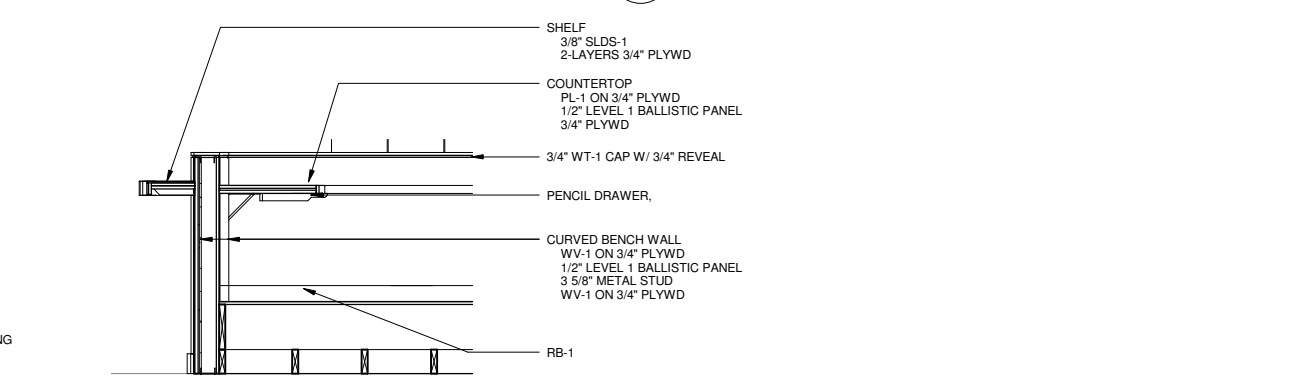 SHELF
3/8" SLDS-1
2-LAYERS 3/4" PLYWD
COUNTERTOP
PL-1 ON 3/4" PLYWD
1/2" LEVEL 1 BALLISTIC PANEL
3/4" PLYWD
3/4" WT-1 CAP W/ 3/4" REVEAL
PENCIL DRAWER,
CURVED BENCH WALL
WV-1 ON 3/4" PLYWD
1/2" LEVEL 1 BALLISTIC PANEL
3 5/8" METAL STUD
WV-1 ON 3/4" PLYWD
NG
RB-1